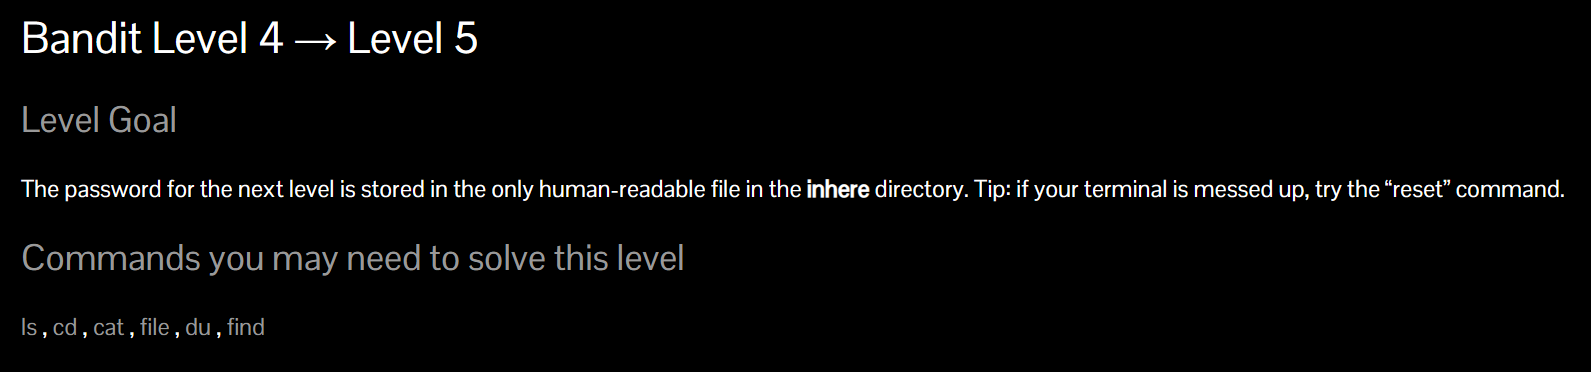 Bandit Level 4 → Level 5
Level Goal
The password for the next level is stored in the only human-readable file in the inhere directory. Tip: if your terminal is messed up, try the “reset” command.
Commands you may need to solve this level
ls , cd , cat , file , du , find